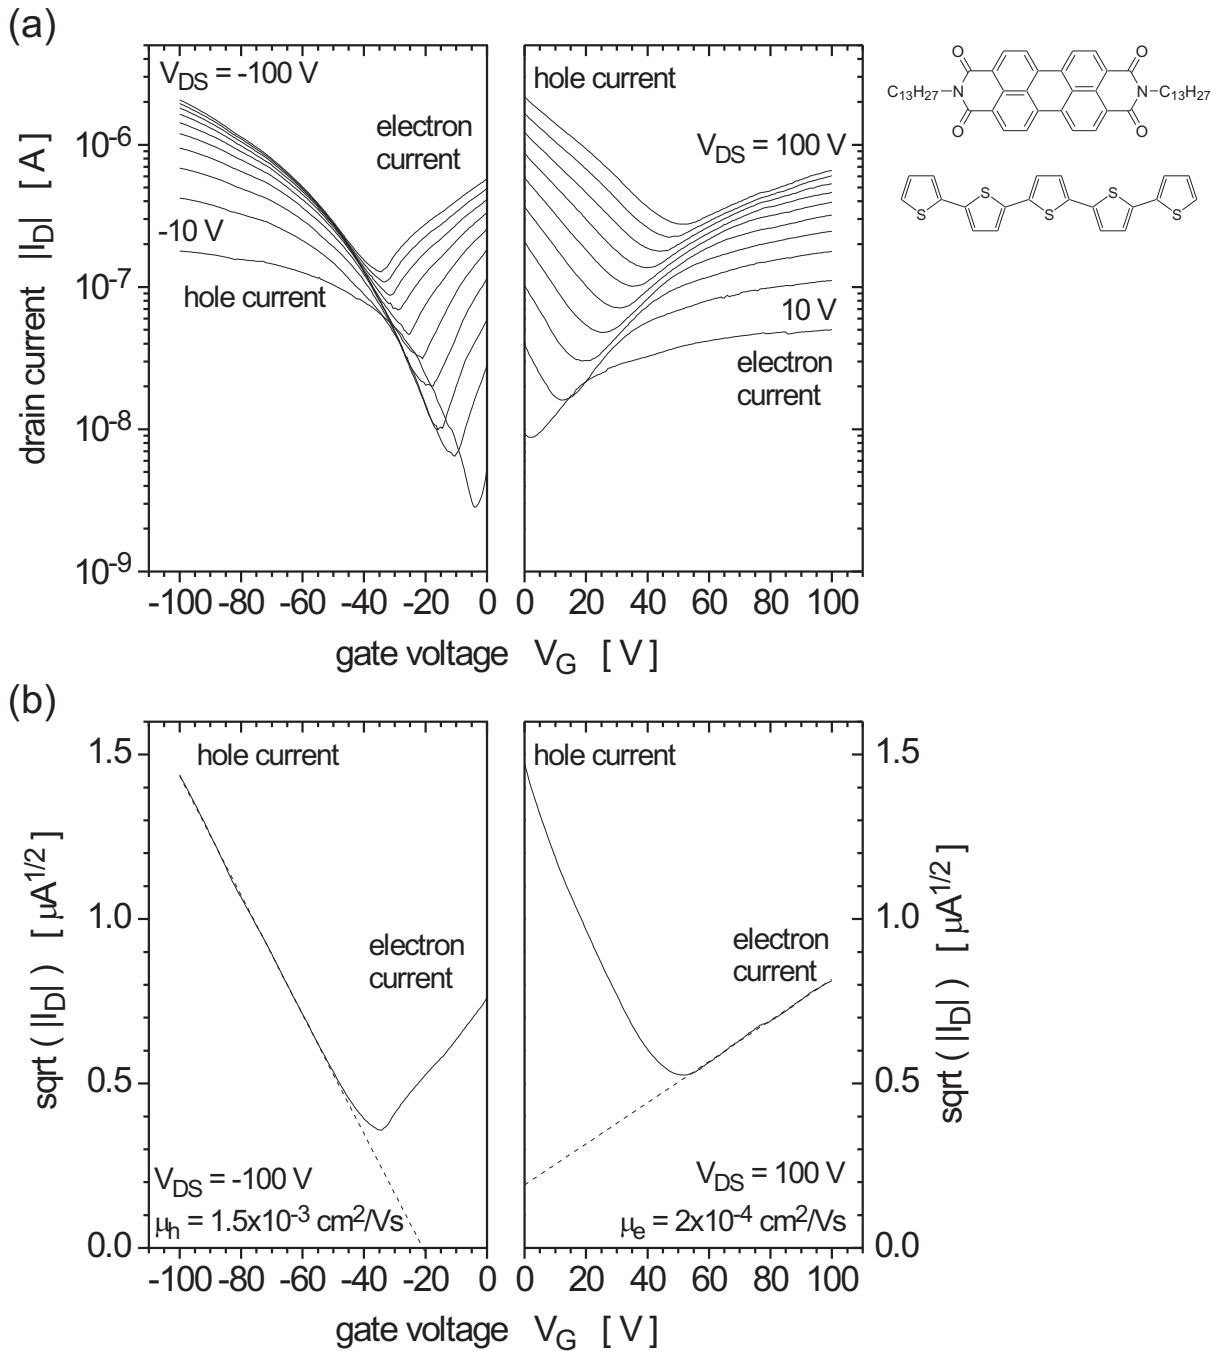 (a)
V_DS = -100 V
electron
current
-10 V
hole current
hole current
V_DS = 100 V
10 V
electron
current
drain current ||I_D| [ A]
10^-6
10^-7
10^-8
10^-9
-100 -80 -60 -40 -20 0
0 20 40 60 80 100
gate voltage V_G [ V]
O O
C13H27-N N-C13H27
O O
S S S S S
(b)
hole current
electron
current
V_DS = -100 V
μ_h = 1.5x10^-3 cm^2/Vs
hole current
electron
current
V_DS = 100 V
μ_e = 2x10^-4 cm^2/Vs
sqrt ( |I_D| ) [ μA^1/2]
1.5
1.0
0.5
0.0
1.5
1.0
0.5
0.0
sqrt ( |I_D| ) [ μA^1/2]
-100 -80 -60 -40 -20 0
0 20 40 60 80 100
gate voltage V_G [ V]